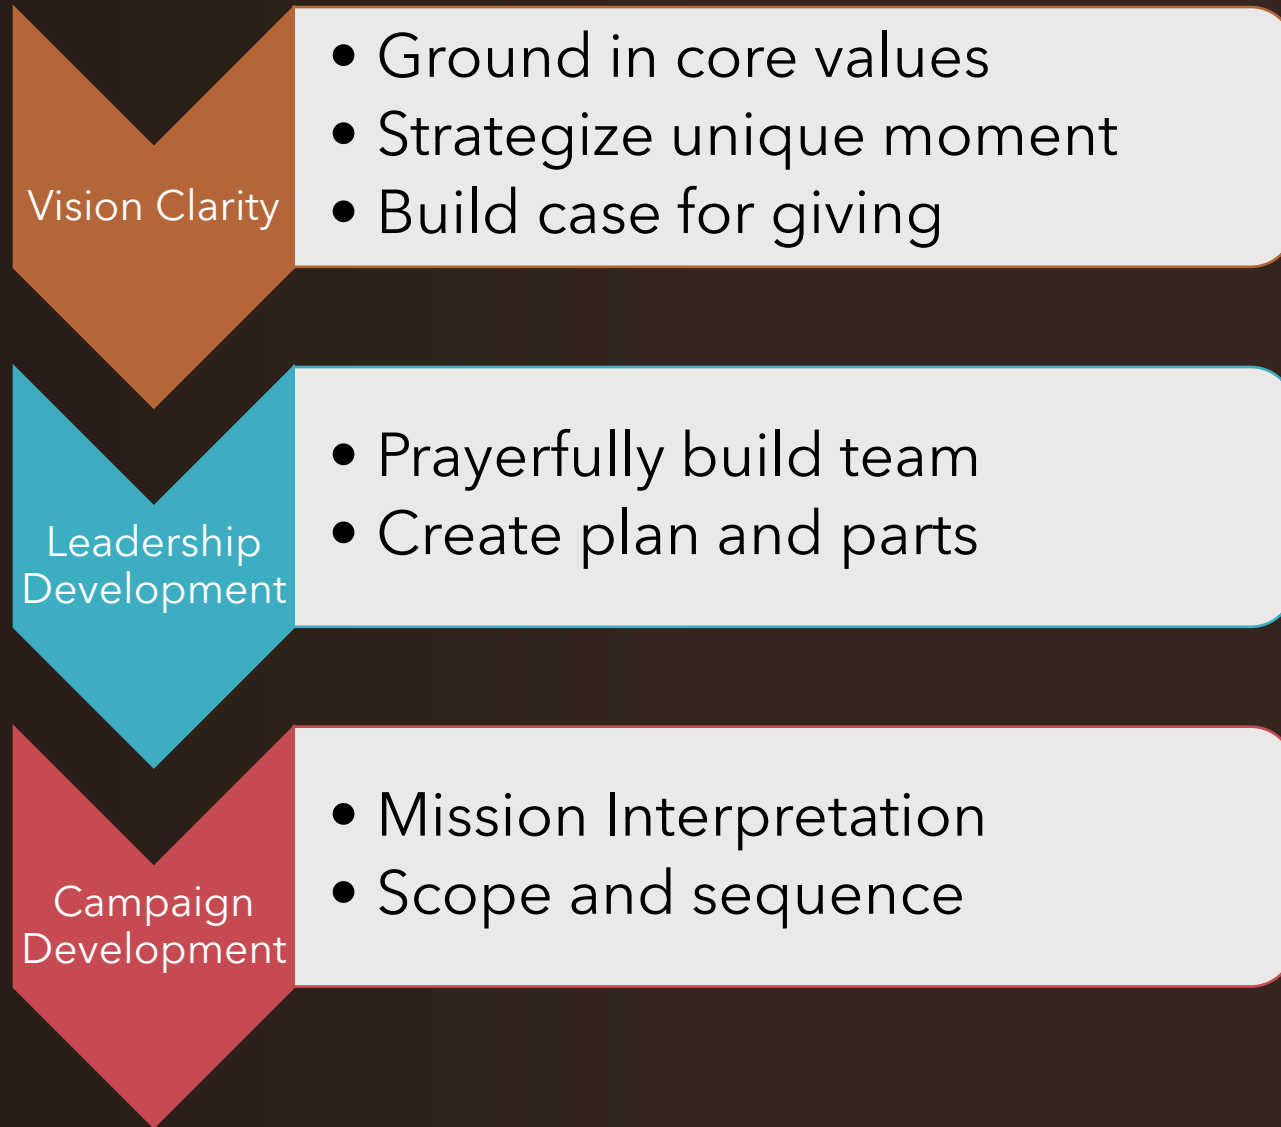 Vision Clarity
• Ground in core values
• Strategize unique moment
• Build case for giving
Leadership
Development
• Prayerfully build team
• Create plan and parts
Campaign
Development
• Mission Interpretation
• Scope and sequence